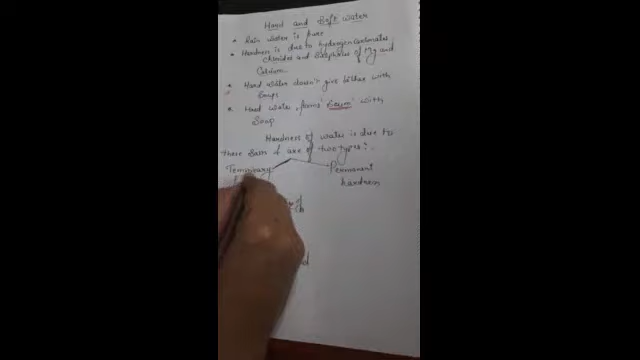 Hard and Soft water
• Rain water is pure
• Hardness is due to hydrogencarbonates
chlorides and sulphates of Mg and
Calcium
• Hard water doesn't give lather with
Soaps
• Hard water forms 'Scum' with
Soap
Hardness of water is due to
these Salts & are of two types:-
Temporary
Permanent
hardness